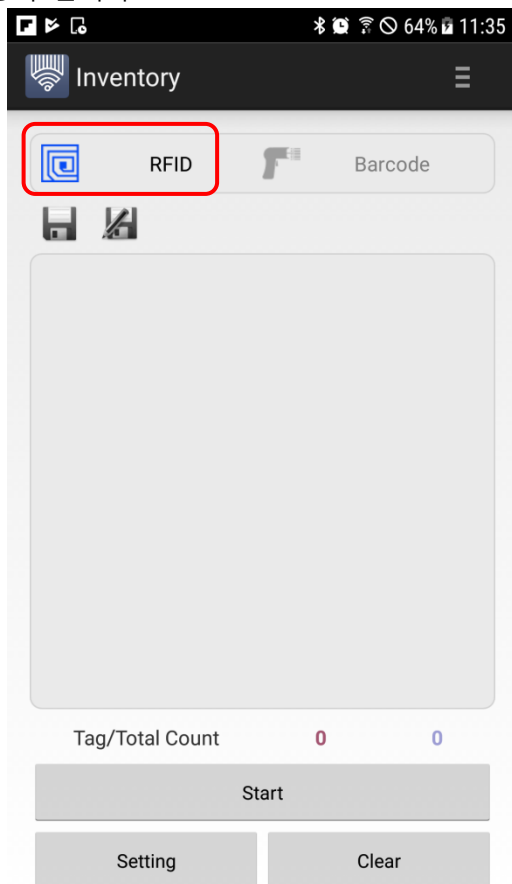 64% 11:35
Inventory
RFID Barcode
Tag/Total Count 0 0
Start
Setting Clear